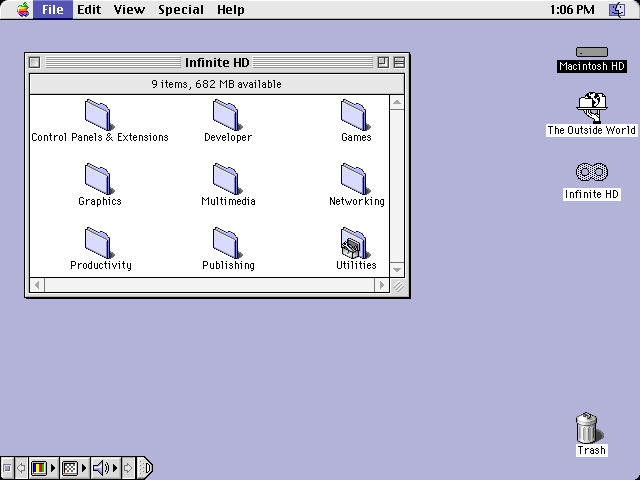 File Edit View Special Help 1:06 PM
Infinite HD
9 items, 682 MB available
Macintosh HD
The Outside World
Infinite HD
Control Panels & Extensions Developer Games
Graphics Multimedia Networking
Productivity Publishing Utilities
Trash